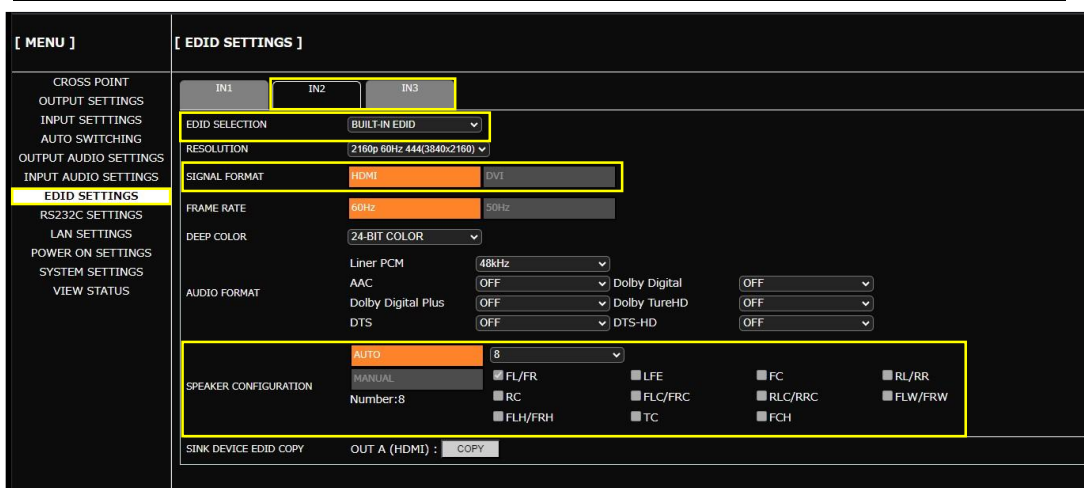 [ MENU ]
[ EDID SETTINGS ]
CROSS POINT
OUTPUT SETTINGS
INPUT SETTTINGS
AUTO SWITCHING
OUTPUT AUDIO SETTINGS
INPUT AUDIO SETTINGS
EDID SETTINGS
RS232C SETTINGS
LAN SETTINGS
POWER ON SETTINGS
SYSTEM SETTINGS
VIEW STATUS
IN1 IN2 IN3
EDID SELECTION BUILT-IN EDID
RESOLUTION 2160p 60Hz 444(3840x2160)
SIGNAL FORMAT HDMI DVI
FRAME RATE 60Hz 50Hz
DEEP COLOR 24-BIT COLOR
AUDIO FORMAT
Liner PCM 48kHz
AAC OFF Dolby Digital OFF
Dolby Digital Plus OFF Dolby TureHD OFF
DTS OFF DTS-HD OFF
SPEAKER CONFIGURATION
AUTO 8
MANUAL FL/FR LFE FC RL/RR
Number:8 RC FLC/FRC RLC/RRC FLW/FRW
FLH/FRH TC FCH
SINK DEVICE EDID COPY OUT A (HDMI) : COPY